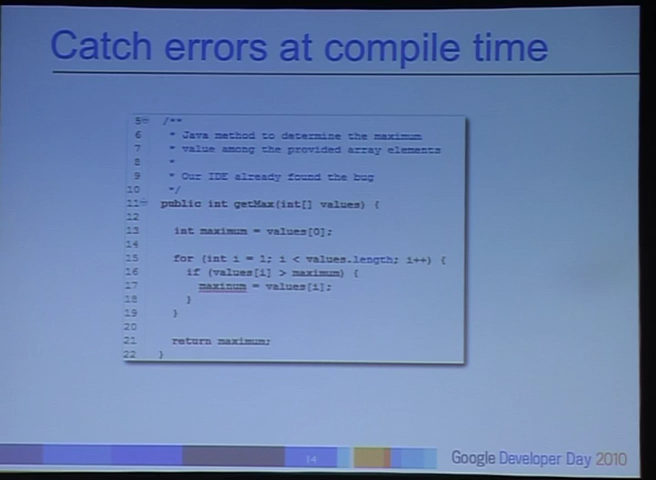 Catch errors at compile time
5 /**
6 * Java method to determine the maximum
7 * value among the provided array elements
8 *
9 * Our IDE already found the bug
10 */
11 public int getMax(int[] values) {
12
13 int maximum = values[0];
14
15 for (int i = 1; i < values.length; i++) {
16 if (values[i] > maximum) {
17 maxinum = values[i];
18 }
19 }
20
21 return maximum;
22 }
14
Google Developer Day 2010